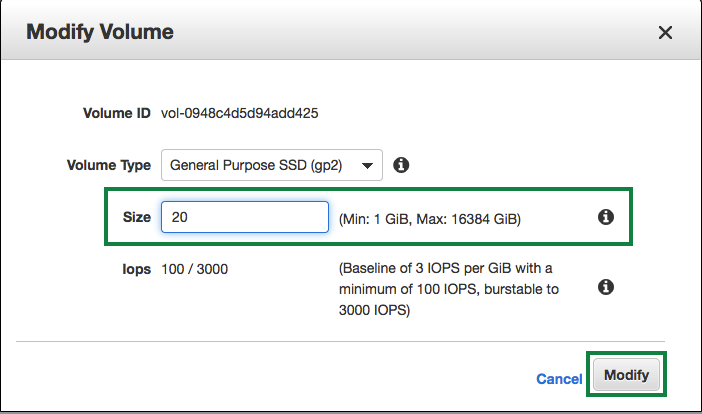 Modify Volume
Volume ID vol-0948c4d5d94add425
Volume Type General Purpose SSD (gp2)
Size 20 (Min: 1 GiB, Max: 16384 GiB)
Iops 100 / 3000 (Baseline of 3 IOPS per GiB with a
minimum of 100 IOPS, burstable to
3000 IOPS)
Cancel Modify